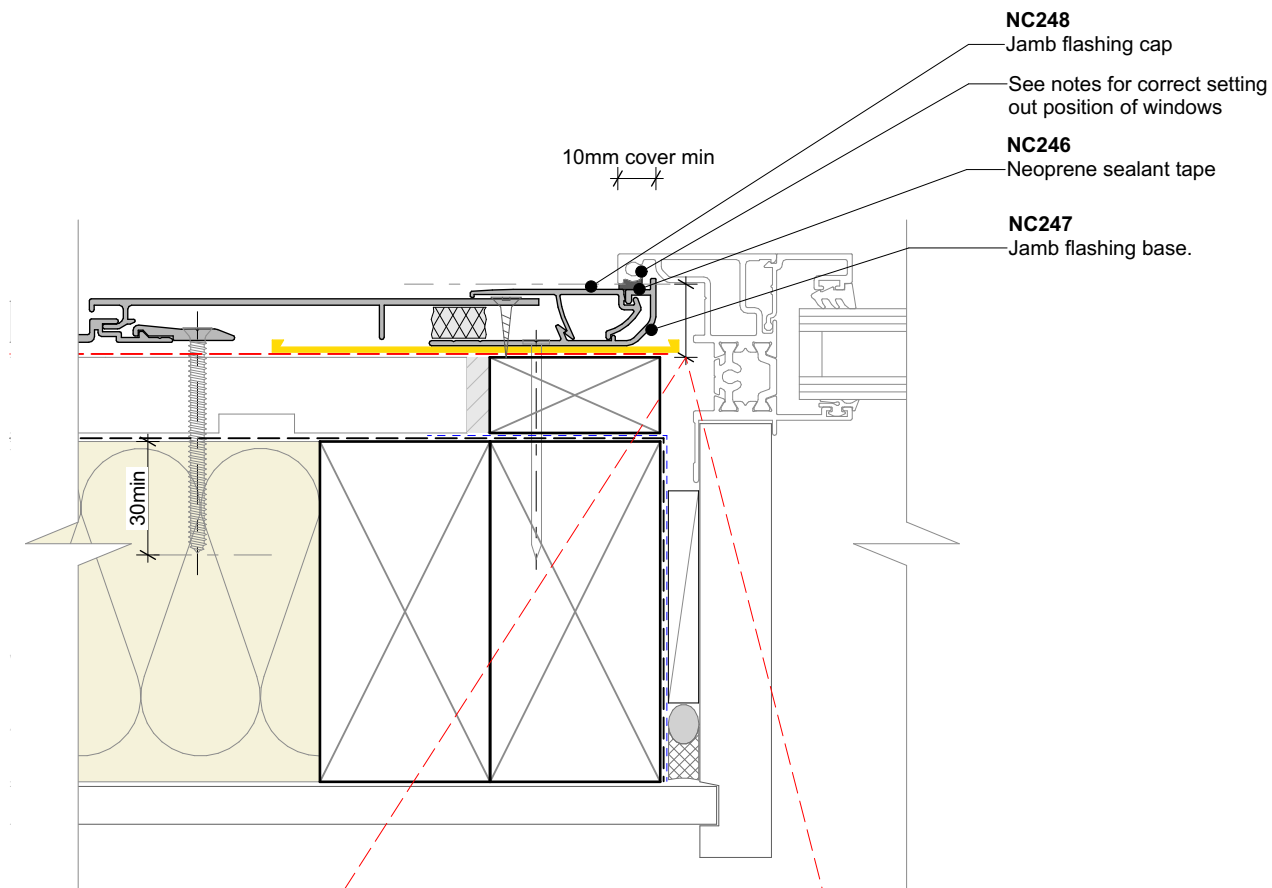 NC248
Jamb flashing cap
See notes for correct setting
out position of windows
NC246
10mm cover min
Neoprene sealant tape
NC247
Jamb flashing base.
30min